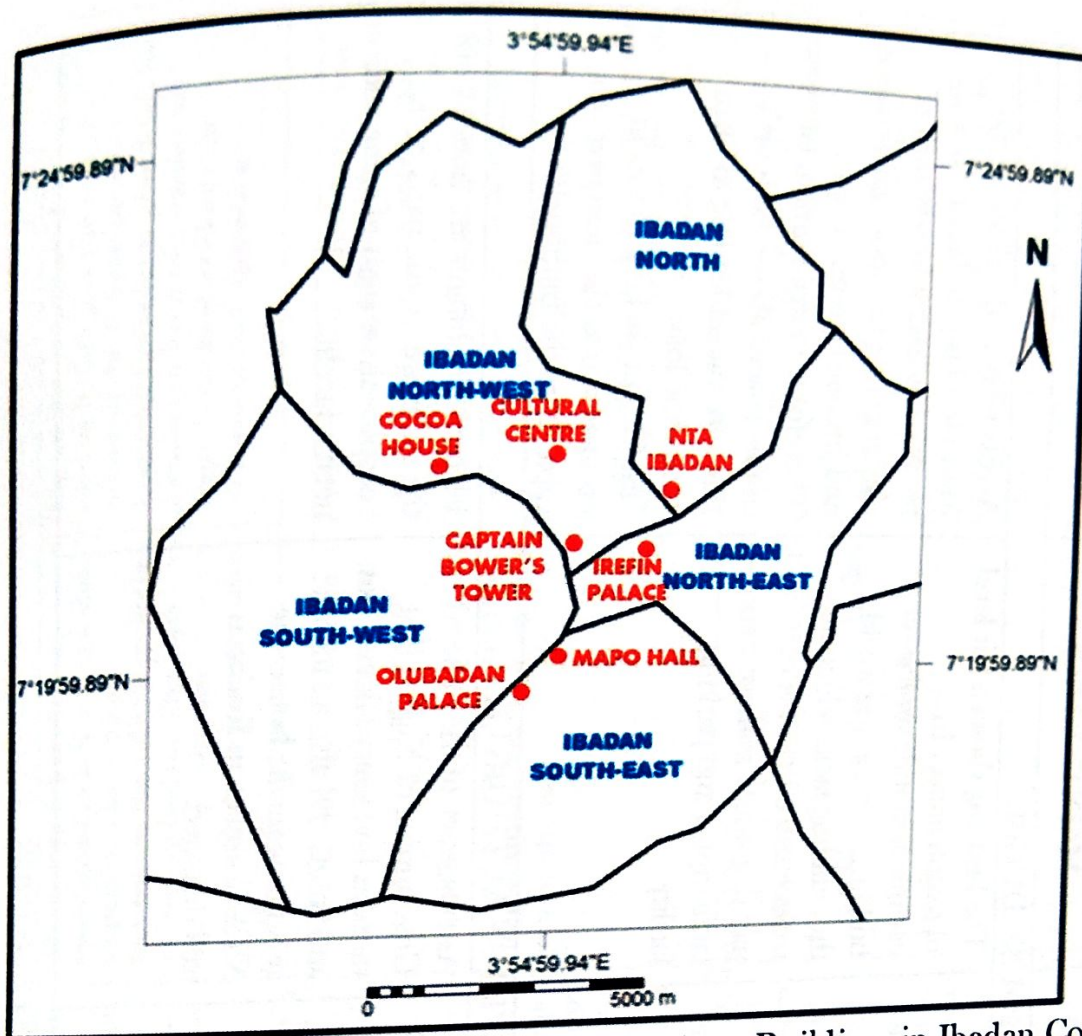 3°54'59.94"E
7°24'59.89"N
7°24'59.89"N
N
IBADAN
NORTH
IBADAN
NORTH-WEST
COCOA
HOUSE
CULTURAL
CENTRE
NTA
IBADAN
CAPTAIN
BOWER'S
TOWER
IREFIN
PALACE
IBADAN
NORTH-EAST
IBADAN
SOUTH-WEST
MAPO HALL
7°19'59.89"N
7°19'59.89"N
OLUBADAN
PALACE
IBADAN
SOUTH-EAST
3°54'59.94"E
0
5000 m
Building in Ibadan